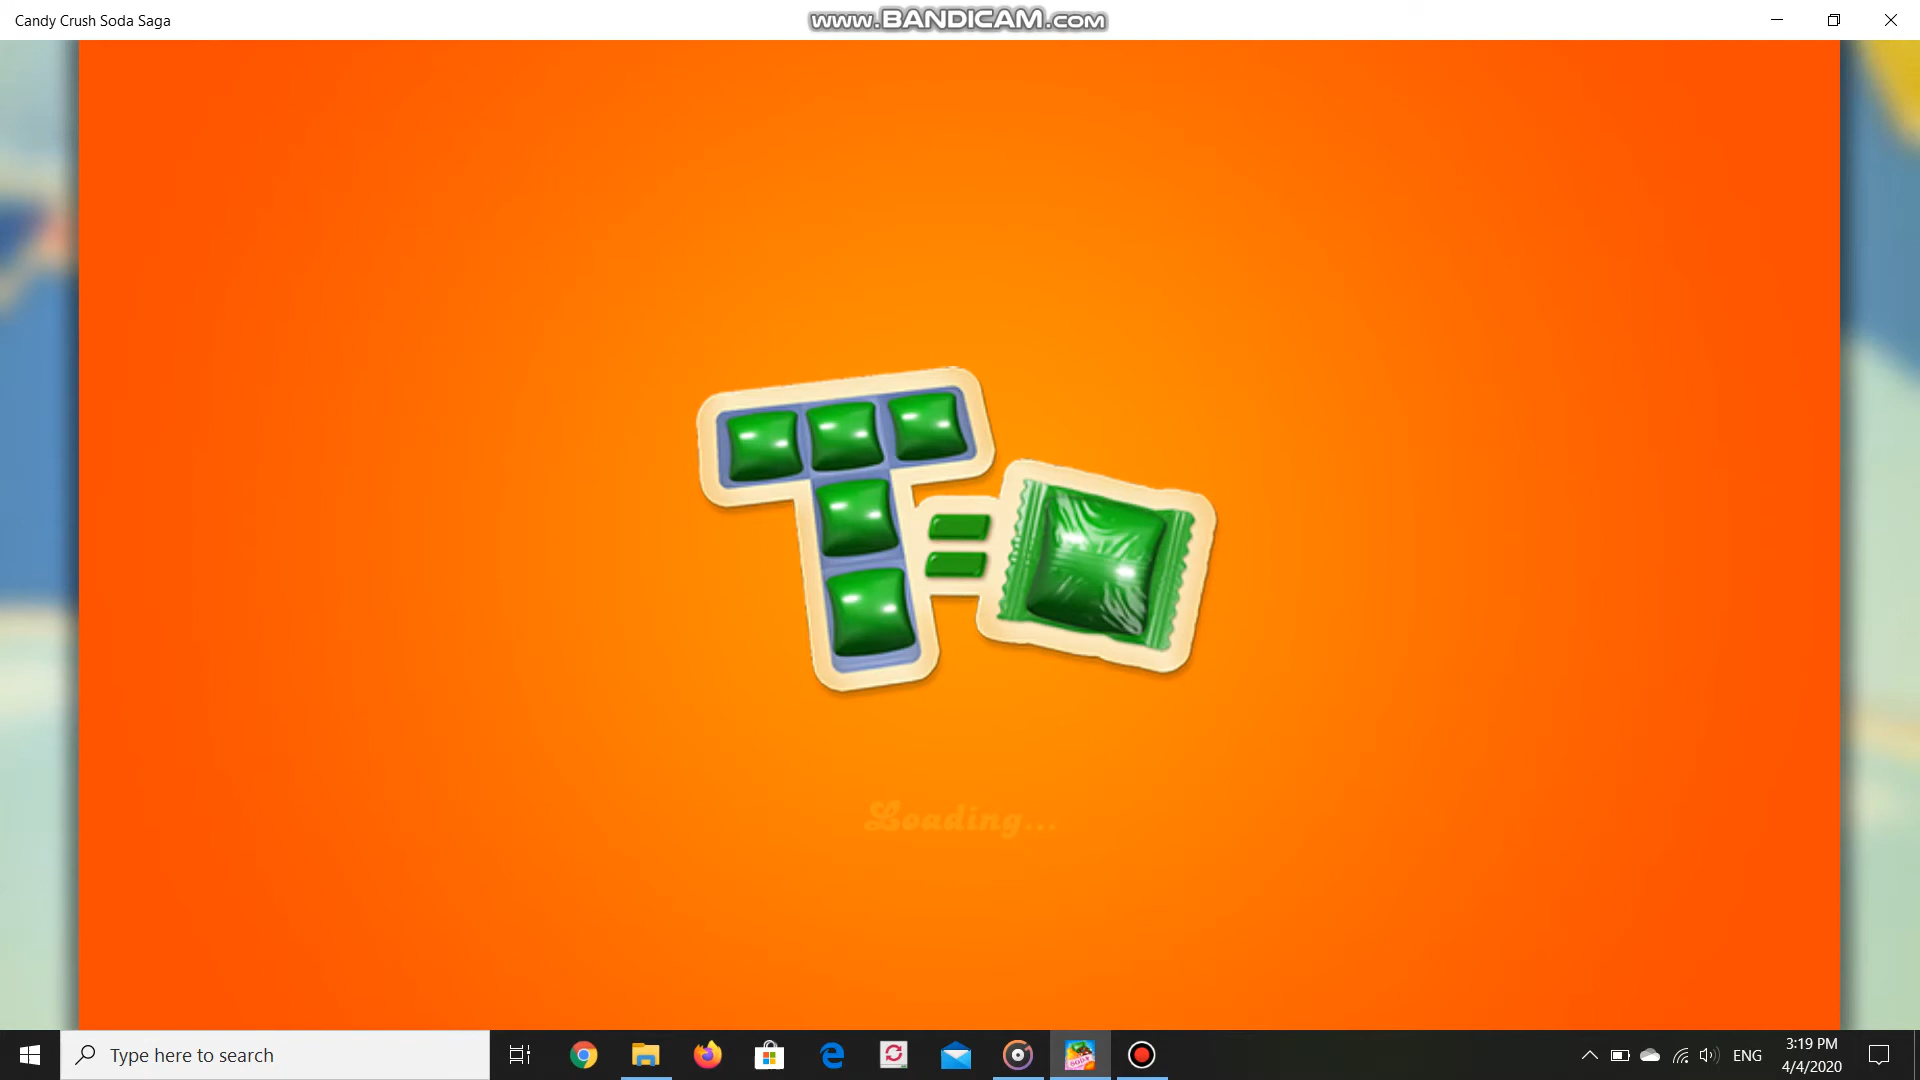 Candy Crush Soda Saga
www.BANDICAM.com
Loading...
Type here to search
ENG
3:19 PM
4/4/2020